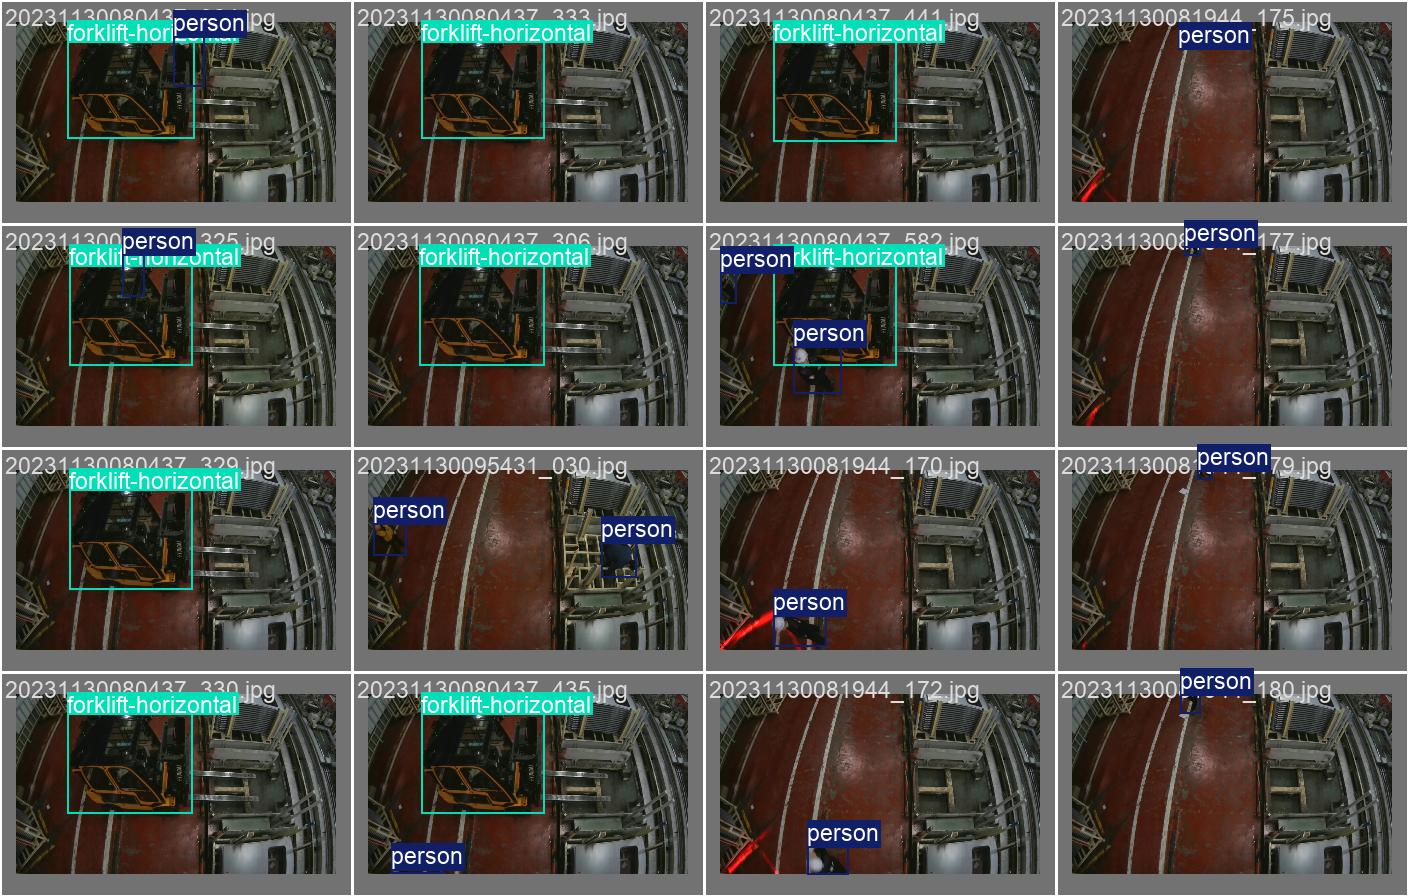 forklift-horizontal
person
20231130080437_333.jpg
forklift-horizontal
20231130080437_441.jpg
forklift-horizontal
20231130081944_175.jpg
person
325.jpg
person
forklift-horizontal
20231130080437_306.jpg
forklift-horizontal
20231130080437_582.jpg
person
forklift-horizontal
person
177.jpg
person
20231130080437_329.jpg
forklift-horizontal
20231130095431_030.jpg
person
person
20231130081944_170.jpg
person
person
20231130080437_330.jpg
forklift-horizontal
20231130080437_435.jpg
forklift-horizontal
person
20231130081944_172.jpg
person
180.jpg
person